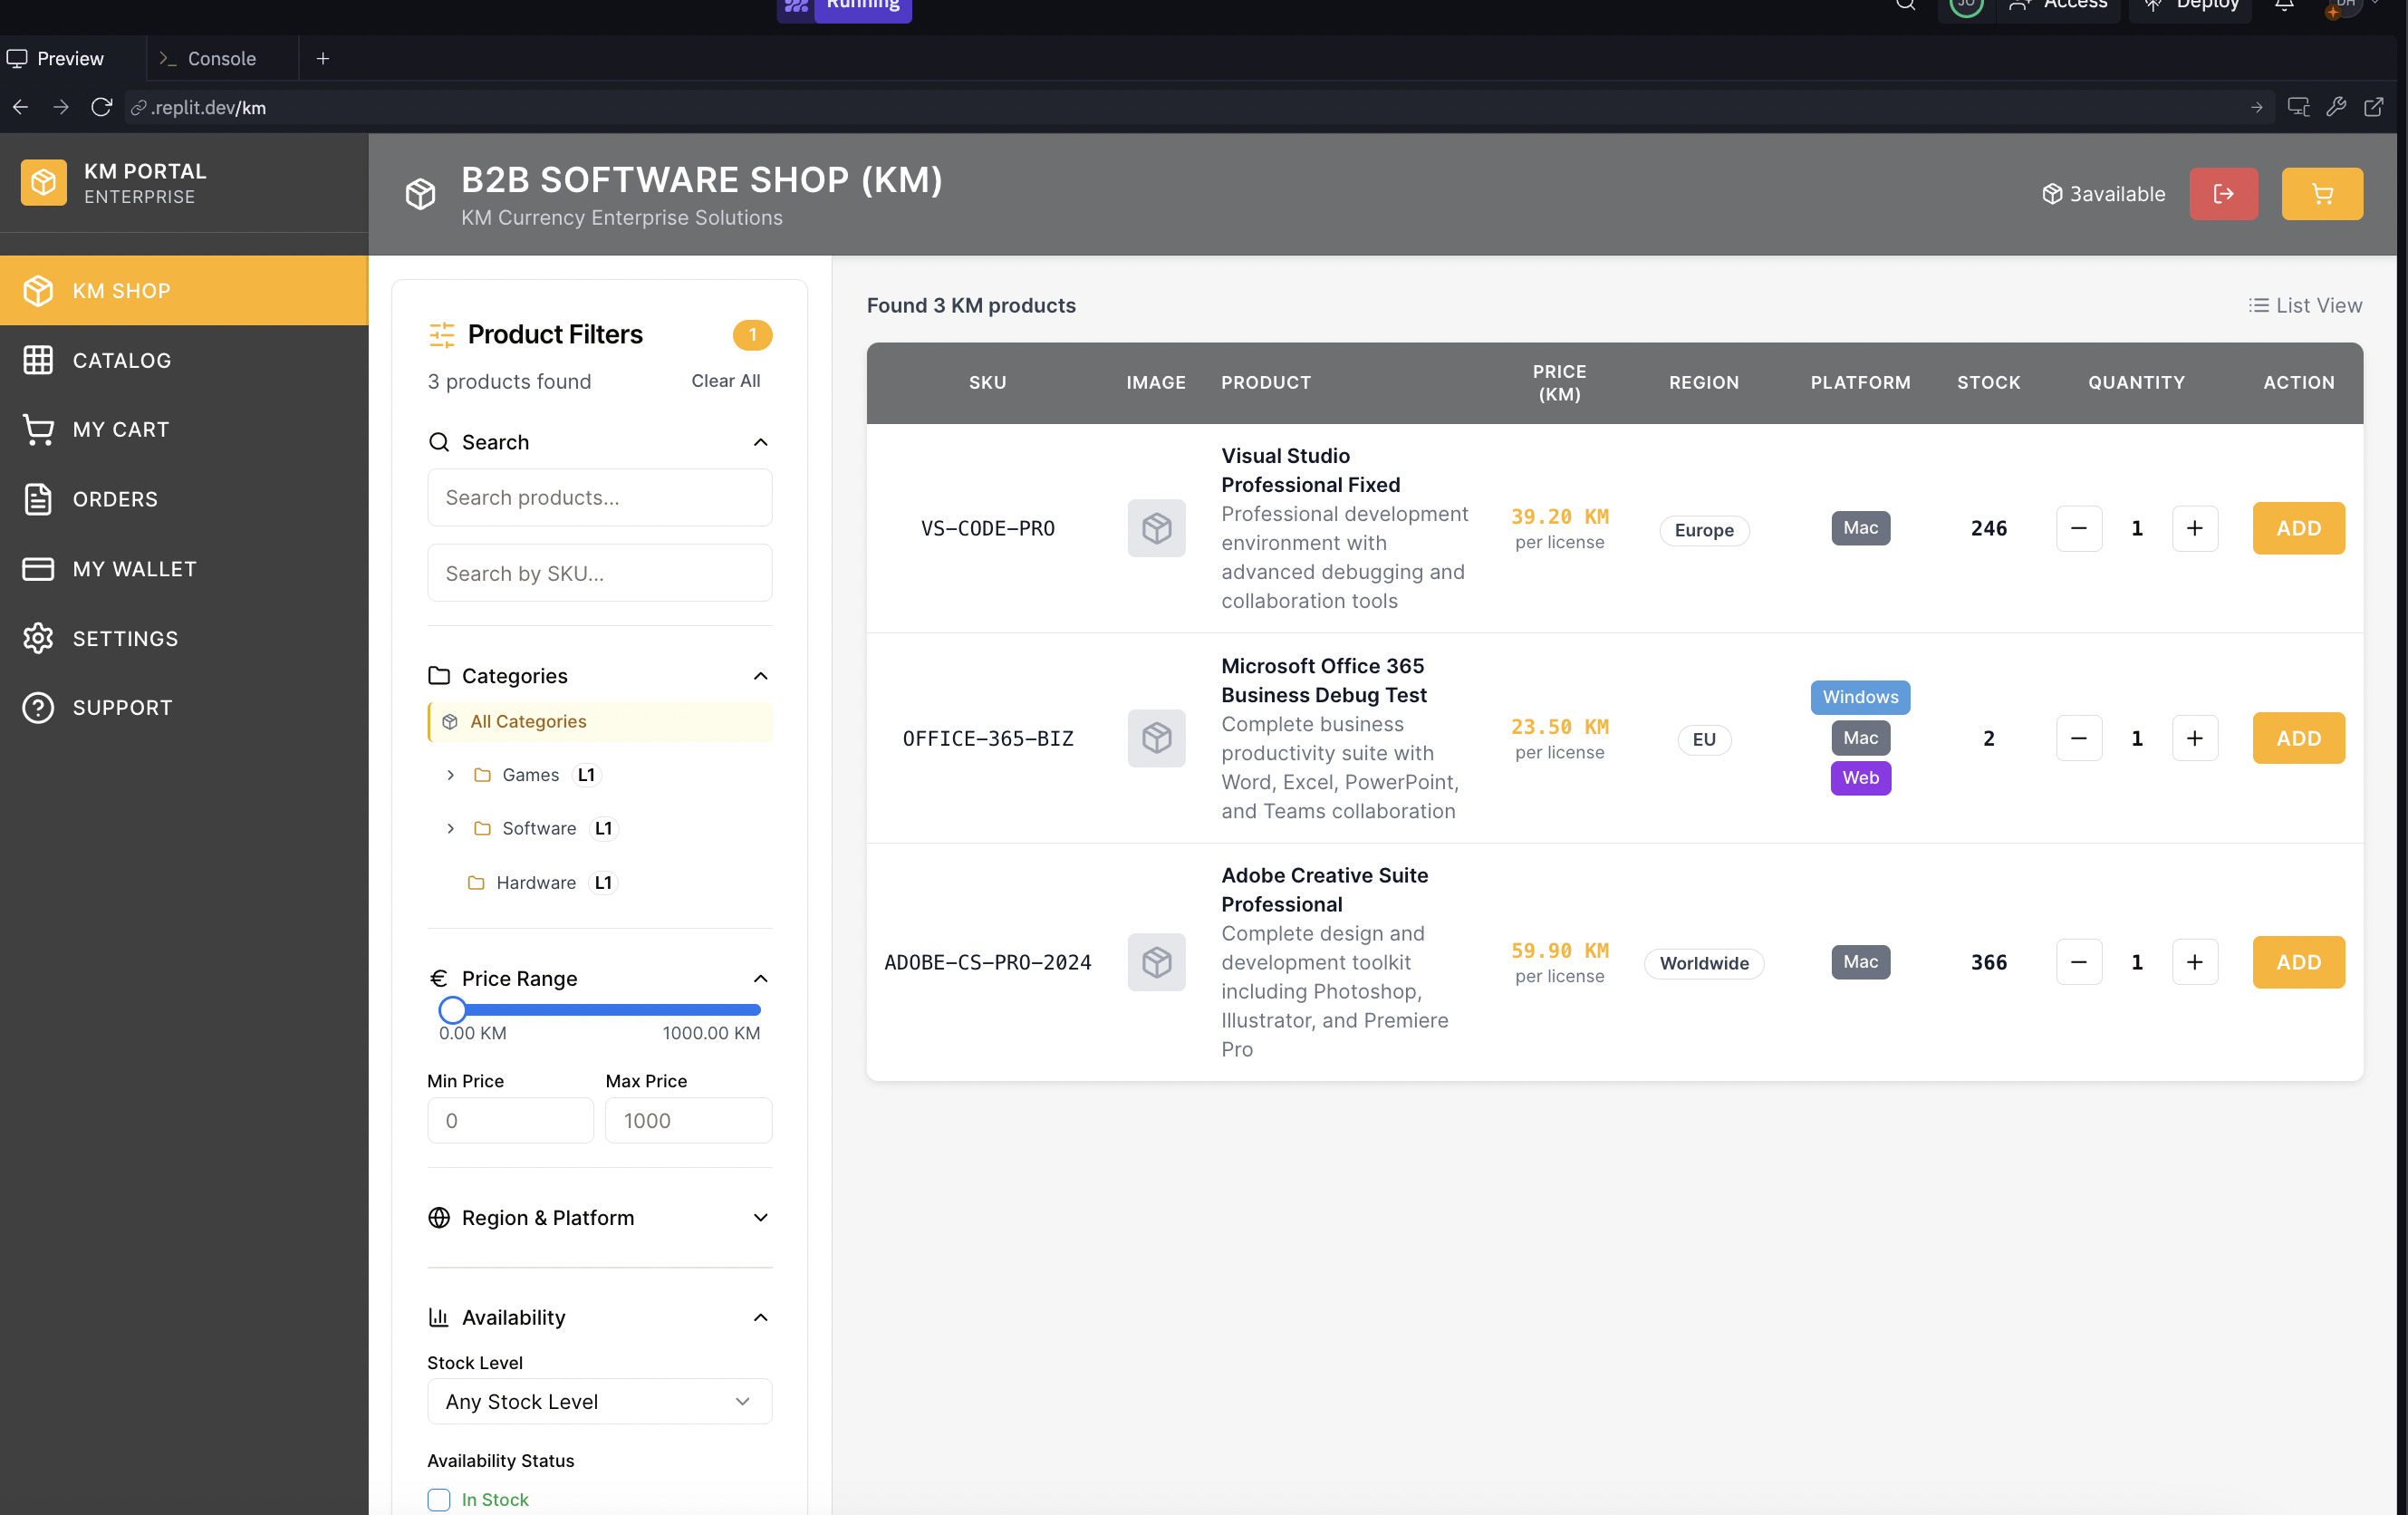 Running
JO
Access
Deploy
DH
Preview
Console
.replit.dev/km
KM PORTAL
ENTERPRISE
KM SHOP
CATALOG
MY CART
ORDERS
MY WALLET
SETTINGS
SUPPORT
B2B SOFTWARE SHOP (KM)
KM Currency Enterprise Solutions
3available
Product Filters
1
3 products found
Clear All
Search
Search products...
Search by SKU...
Categories
All Categories
Games L1
Software L1
Hardware L1
€ Price Range
0.00 KM
1000.00 KM
Min Price
Max Price
0
1000
Region & Platform
Availability
Stock Level
Any Stock Level
Availability Status
In Stock
Found 3 KM products
List View
SKU
IMAGE
PRODUCT
PRICE
(KM)
REGION
PLATFORM
STOCK
QUANTITY
ACTION
VS-CODE-PRO
Visual Studio
Professional Fixed
Professional development
environment with
advanced debugging and
collaboration tools
39.20 KM
per license
Europe
Mac
246
1
ADD
OFFICE-365-BIZ
Microsoft Office 365
Business Debug Test
Complete business
productivity suite with
Word, Excel, PowerPoint,
and Teams collaboration
23.50 KM
per license
EU
Windows
Mac
Web
2
1
ADD
ADOBE-CS-PRO-2024
Adobe Creative Suite
Professional
Complete design and
development toolkit
including Photoshop,
Illustrator, and Premiere
Pro
59.90 KM
per license
Worldwide
Mac
366
1
ADD